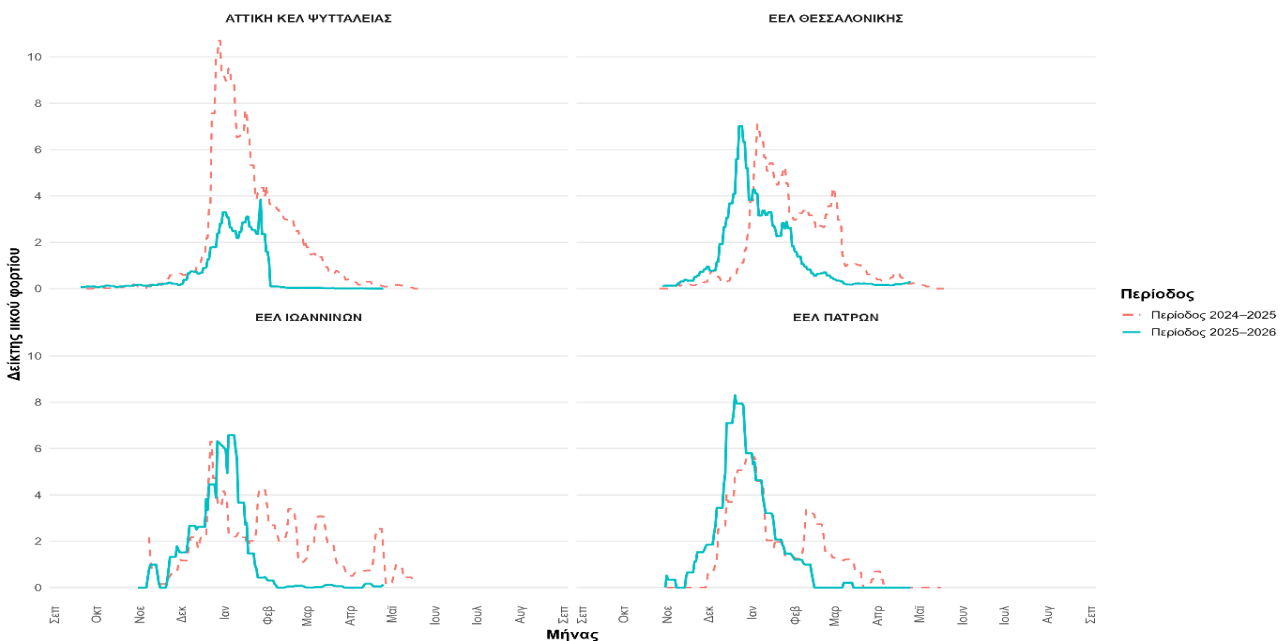 ΑΤΤΙΚΗ ΚΕΛ ΨΥΤΤΑΛΕΙΑΣ
ΕΕΛ ΘΕΣΣΑΛΟΝΙΚΗΣ
10
8
6
4
2
0
ΕΕΛ ΙΩΑΝΝΙΝΩΝ
ΕΕΛ ΠΑΤΡΩΝ
10
8
6
4
2
0
Δείκτης ιικού φορτίου
Σεπ Οκτ Νοε Δεκ Ιαν Φεβ Μαρ Απρ Μαϊ Ιουν Ιουλ Αυγ Σεπ
Σεπ Οκτ Νοε Δεκ Ιαν Φεβ Μαρ Απρ Μαϊ Ιουν Ιουλ Αυγ Σεπ
Μήνας
Περίοδος
Περίοδος 2024–2025
Περίοδος 2025–2026